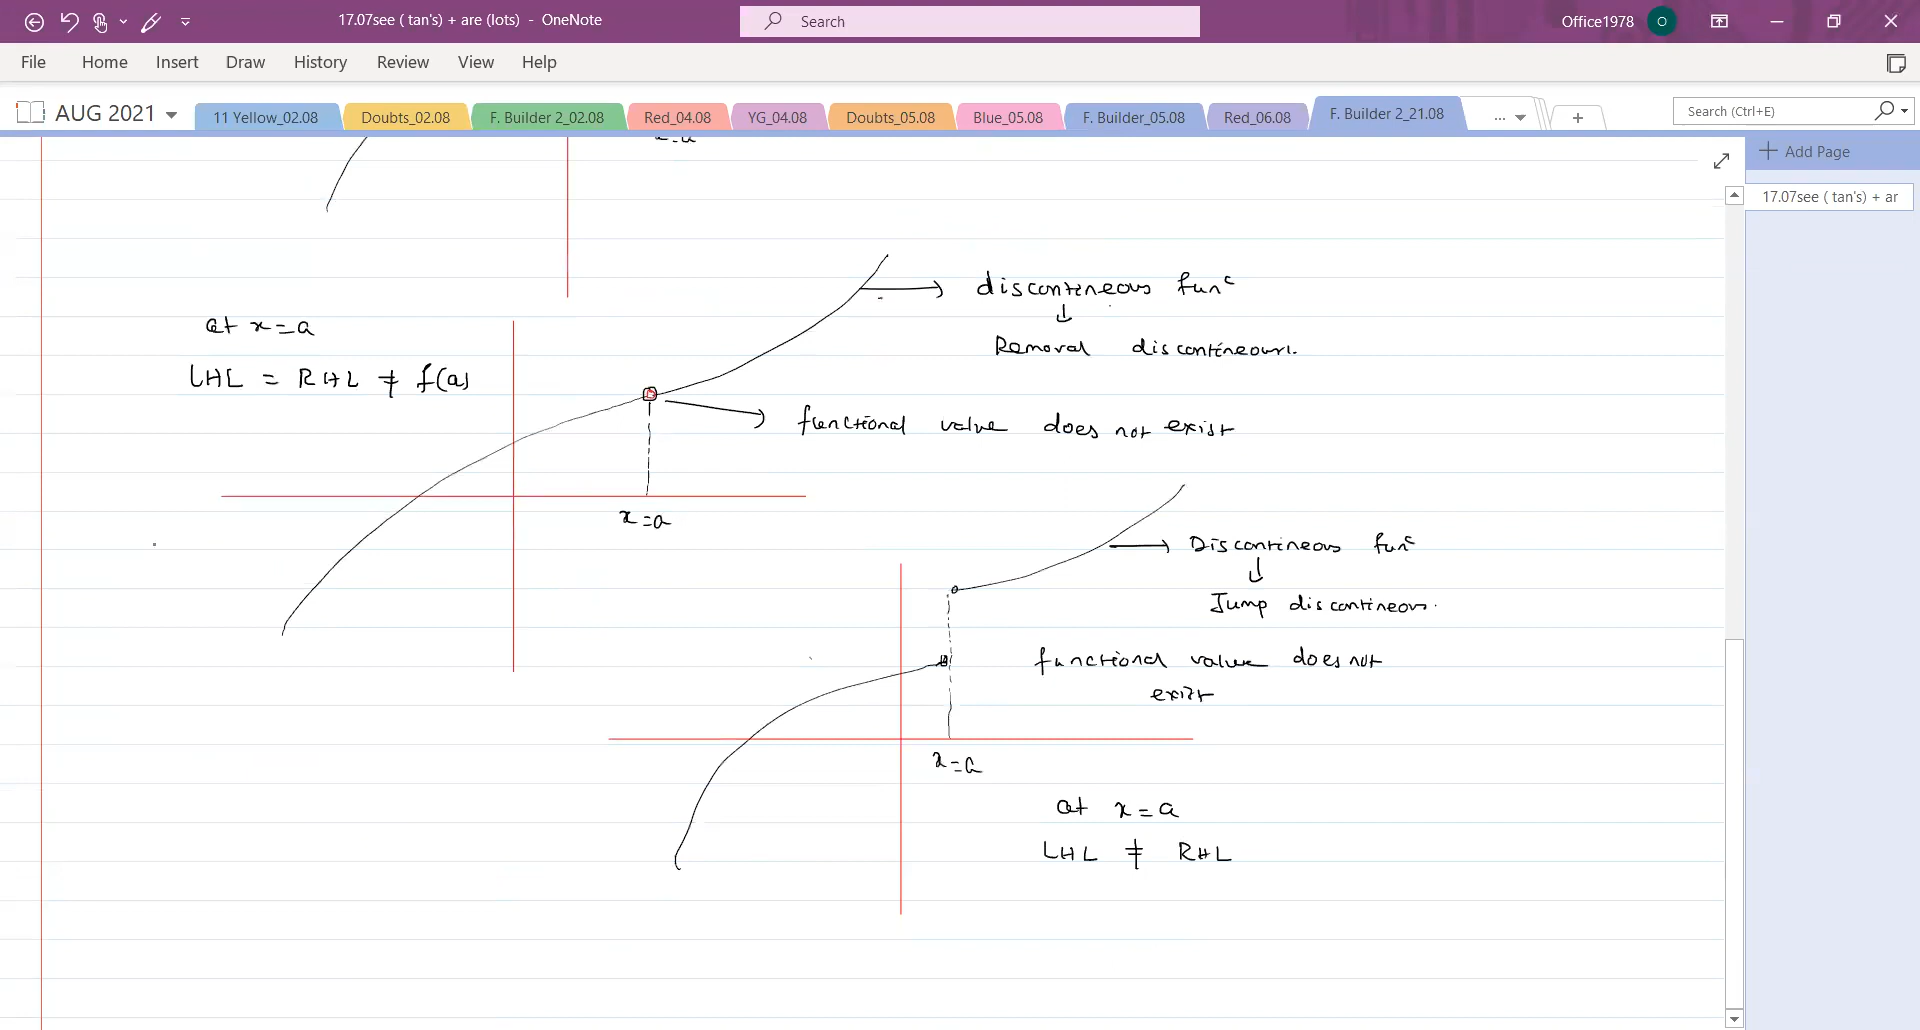 17.07see ( tan's) + are (lots) - OneNote
Search
Office1978
O
File Home Insert Draw History Review View Help
AUG 2021
11 Yellow_02.08
Doubts_02.08
F. Builder 2_02.08
Red_04.08
YG_04.08
Doubts_05.08
Blue_05.08
F. Builder_05.08
Red_06.08
F. Builder 2_21.08
...
Search (Ctrl+E)
Add Page
17.07see ( tan's) + ar
x=a
discontineous func
Removal discontineous.
at x=a
LHL = RHL ≠ f(a)
functional value does not exist
x=a
Discontineous func
Jump discontineous.
functional value does not
exist
x=a
at x=a
LHL ≠ RHL